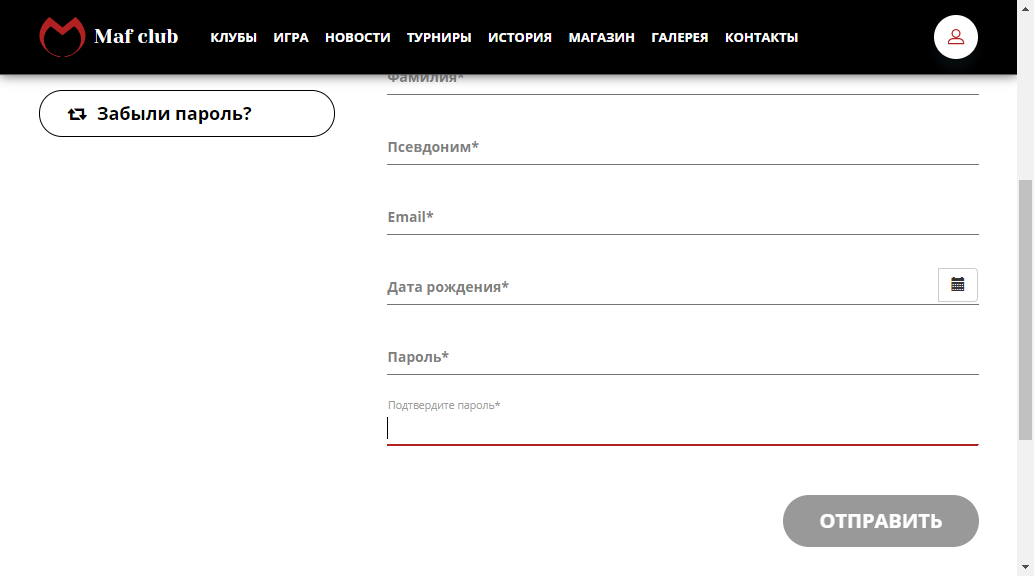 Maf club
КЛУБЫ ИГРА НОВОСТИ ТУРНИРЫ ИСТОРИЯ МАГАЗИН ГАЛЕРЕЯ КОНТАКТЫ
Забыли пароль?
Фамилия*
Псевдоним*
Email*
Дата рождения*
Пароль*
Подтвердите пароль*
ОТПРАВИТЬ